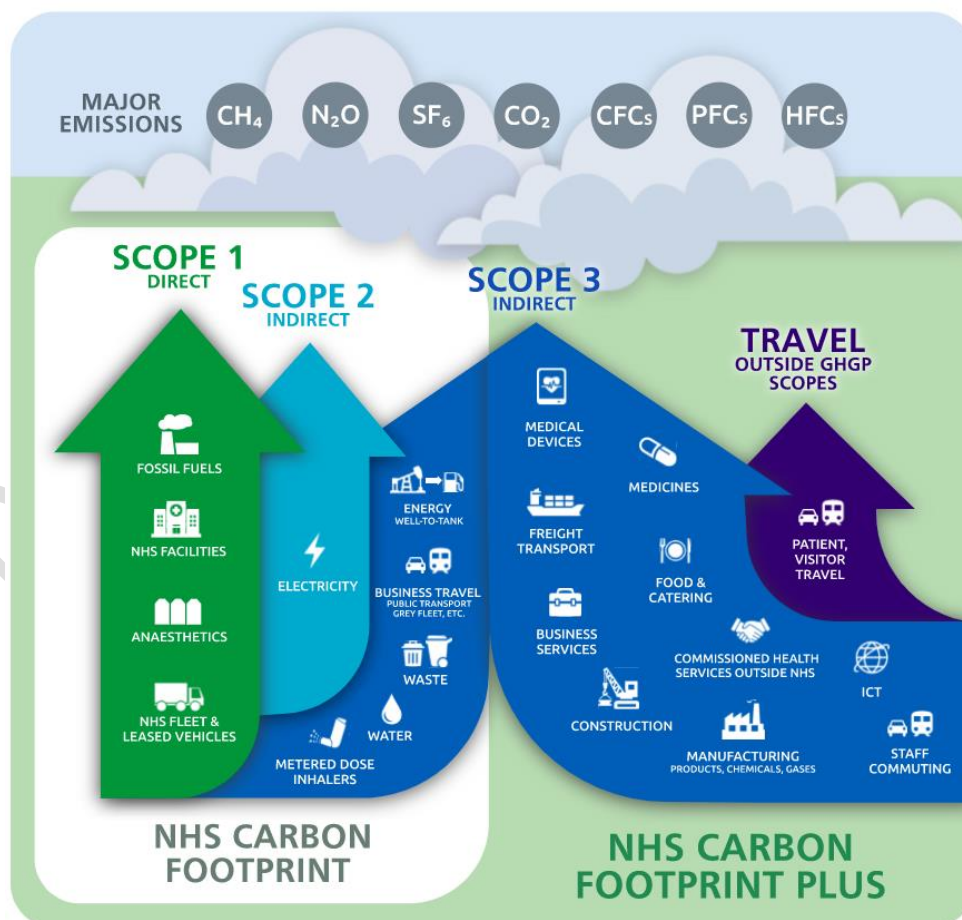 MAJOR
EMISSIONS
CH₄
N₂O
SF₆
CO₂
CFCs
PFCs
HFCs
SCOPE 1
DIRECT
SCOPE 2
INDIRECT
SCOPE 3
INDIRECT
TRAVEL
OUTSIDE GHGP
SCOPES
FOSSIL FUELS
NHS FACILITIES
ANAESTHETICS
NHS FLEET &
LEASED VEHICLES
ELECTRICITY
ENERGY
WELL-TO-TANK
BUSINESS TRAVEL
PUBLIC TRANSPORT
GREY FLEET, ETC.
WASTE
WATER
METERED DOSE
INHALERS
MEDICAL
DEVICES
MEDICINES
FREIGHT
TRANSPORT
FOOD &
CATERING
BUSINESS
SERVICES
COMMISSIONED HEALTH
SERVICES OUTSIDE NHS
CONSTRUCTION
MANUFACTURING
PRODUCTS, CHEMICALS, GASES
ICT
STAFF
COMMUTING
PATIENT,
VISITOR
TRAVEL
NHS CARBON
FOOTPRINT
NHS CARBON
FOOTPRINT PLUS